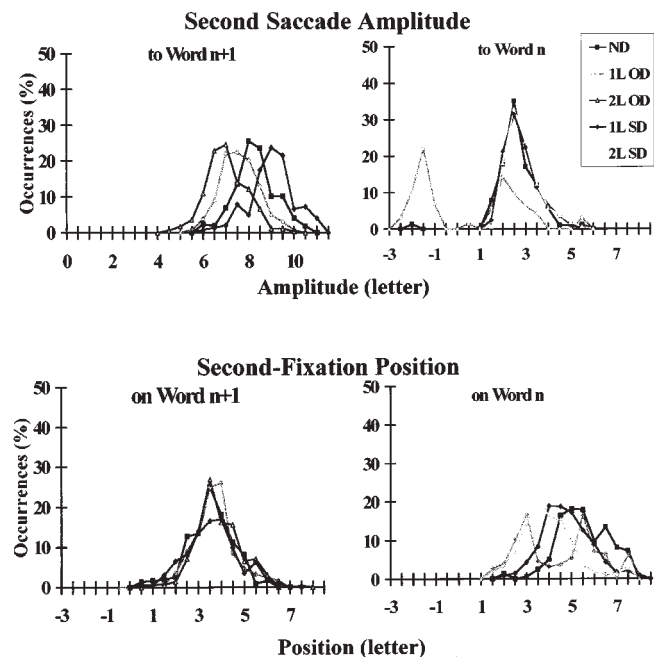 Second Saccade Amplitude
to Word n+1
to Word n
Occurrences (%)
50
40
30
20
10
0
0 2 4 6 8 10
50
40
30
20
10
0
-3 -1 1 3 5 7
ND
1L OD
2L OD
1L SD
2L SD
Amplitude (letter)
Second-Fixation Position
on Word n+1
on Word n
Occurrences (%)
50
40
30
20
10
0
-3 -1 1 3 5 7
50
40
30
20
10
0
-3 -1 1 3 5 7
Position (letter)